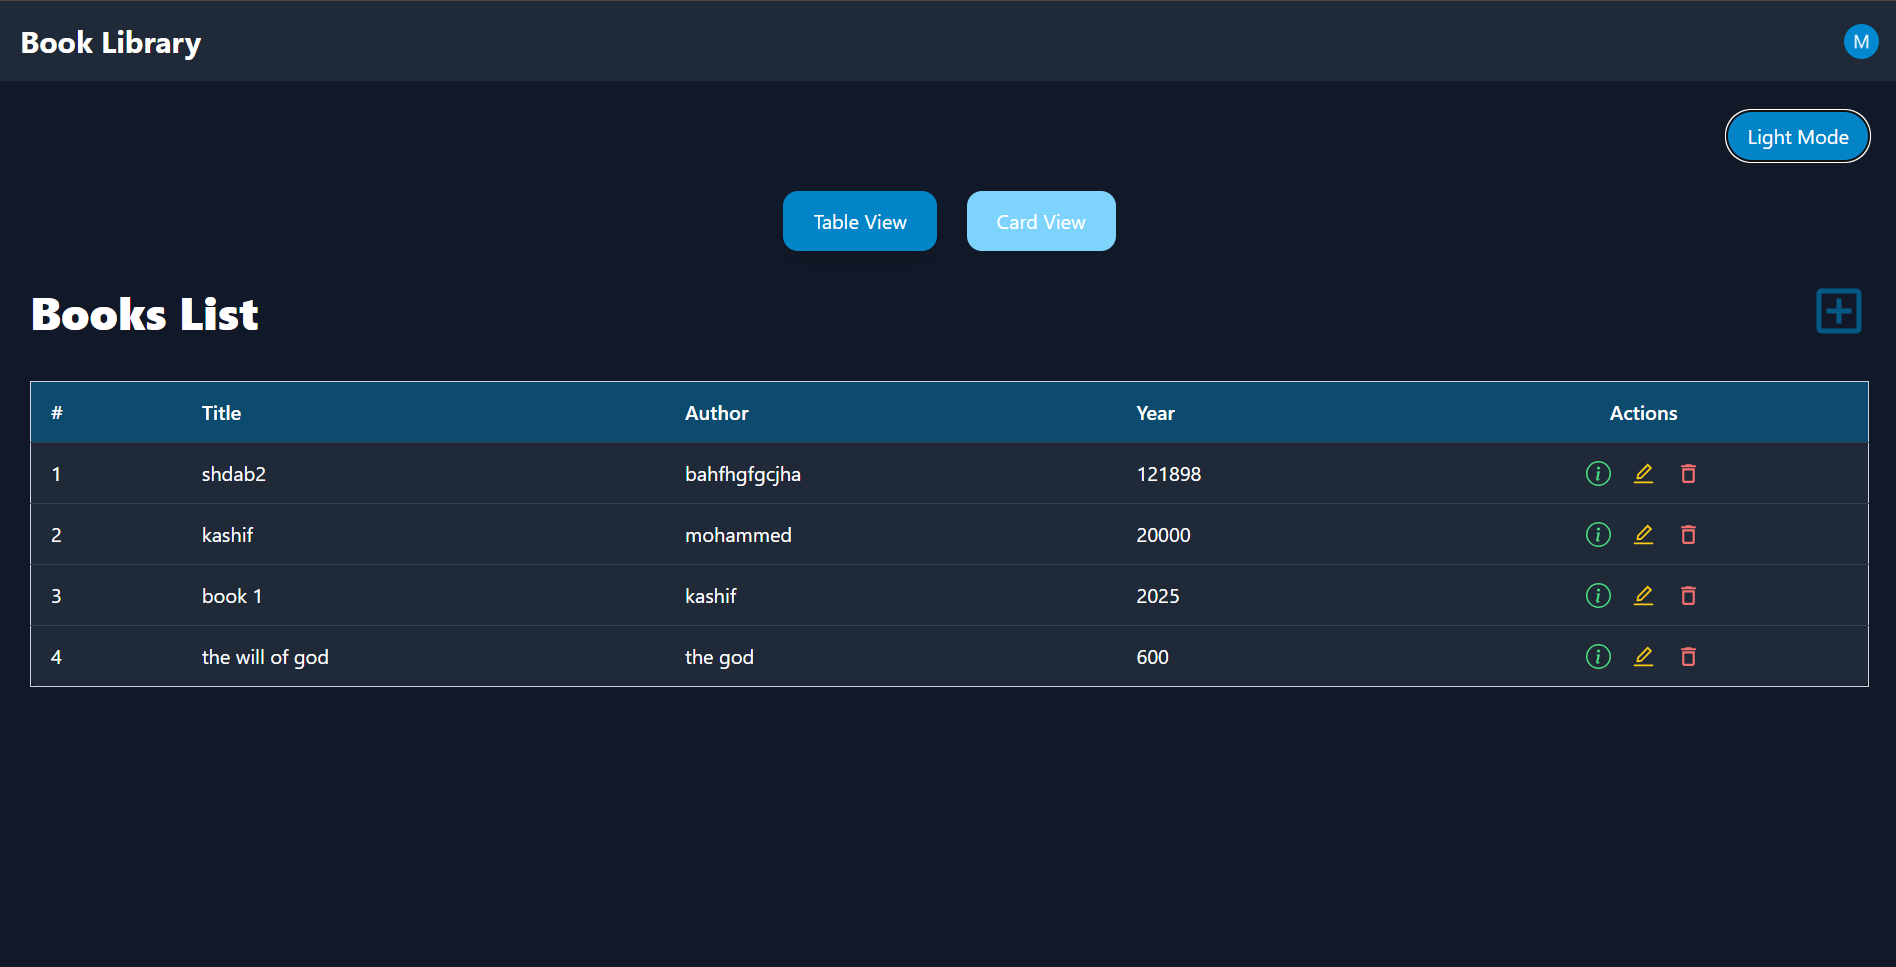 Book Library
M
Light Mode
Table View Card View
Books List
# Title Author Year Actions
1 shdab2 bahfhgfgcjha 121898
2 kashif mohammed 20000
3 book 1 kashif 2025
4 the will of god the god 600